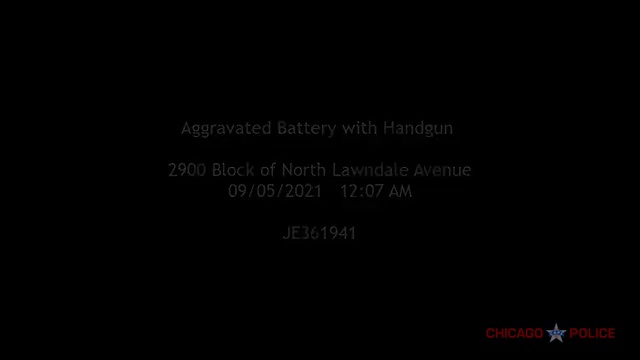 Aggravated Battery with Handgun
2900 Block of North Lawndale Avenue
09/05/2021 12:07 AM
JE361941
CHICAGO POLICE